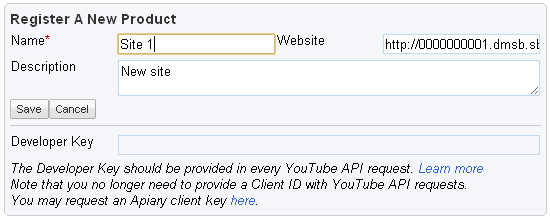 Register A New Product
Name* Site 1 Website http://0000000001.dmsb.sb
Description New site
Save Cancel
Developer Key
The Developer Key should be provided in every YouTube API request. Learn more
Note that you no longer need to provide a Client ID with YouTube API requests.
You may request an Apiary client key here.